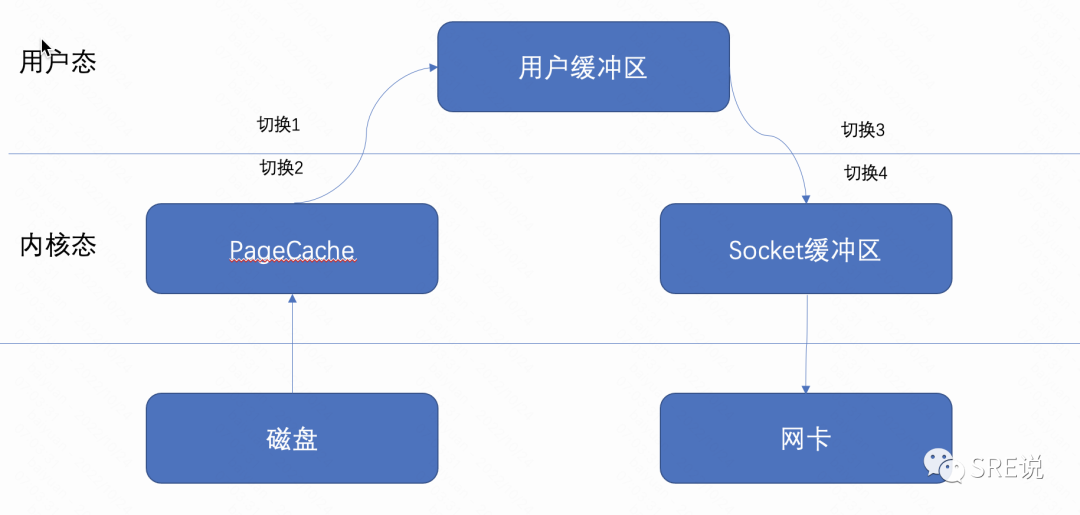 用户态
用户缓冲区
切换1
切换3
切换2
切换4
内核态
PageCache
Socket缓冲区
磁盘
网卡
SRE说